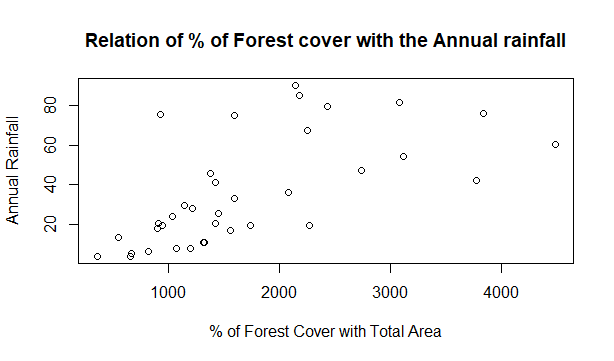 Relation of % of Forest cover with the Annual rainfall
Annual Rainfall
80
60
40
20
1000 2000 3000 4000
% of Forest Cover with Total Area